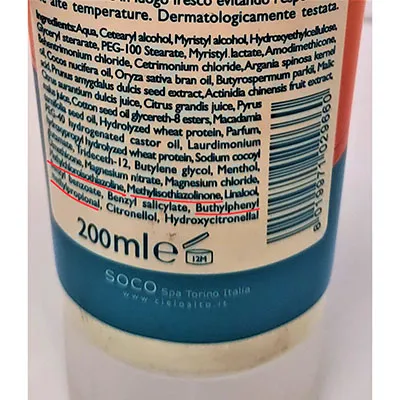 in luogo fresco evitando l'espo
te alte temperature. Dermatologicamente testata.
Ingredients: Aqua, Cetearyl alcohol, Myristyl alcohol, Hydroxyethylcellulose,
Glyceryl stearate, PEG-100 Stearate, Myristyl lactate, Amodimethicone,
Behentrimonium chloride, Cetrimonium chloride, Argania spinosa kernel
oil, Cocos nucifera oil, Oryza sativa bran oil, Butyrospermum parkii, Malic
acid, Prunus amygdalus dulcis seed extract, Actinidia chinensis fruit extract,
Citrus aurantium dulcis juice, Citrus grandis juice, Pyrus
malus juice, Cotton seed oil glycereth-8 esters, Macadamia
seed oil, Hydrolyzed wheat protein, Parfum,
PEG-40 hydrogenated castor oil, Laurdimonium
hydroxypropyl hydrolyzed wheat protein, Sodium cocoyl
Trideceth-12, Butylene glycol, Menthol,
Magnesium nitrate, Magnesium chloride,
Methylchloroisothiazolinone, Methylisothiazolinone, Linalool,
benzoate, Benzyl salicylate, Buthylphenyl
methylpropional, Citronellol, Hydroxycitronellal
200ml e
12M
8019971029630
SOCO Spa Torino Italia
www.cieloalto.it